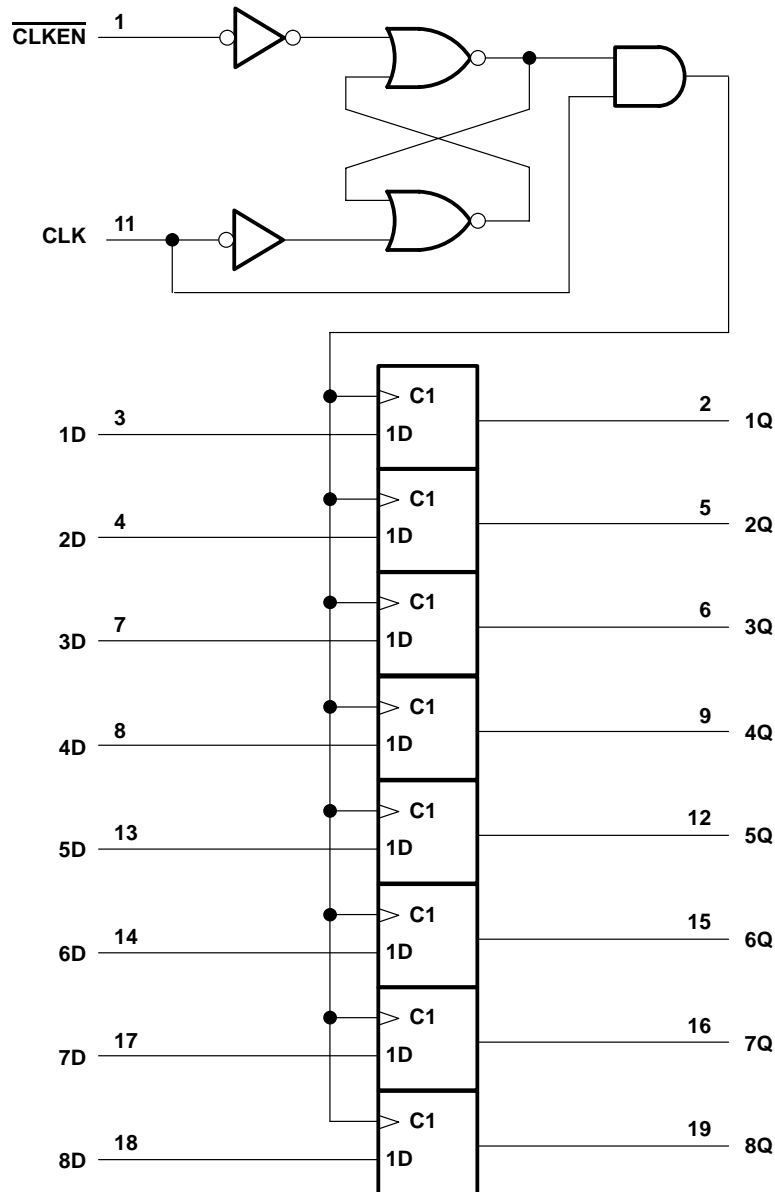 CLKEN 1
CLK 11
C1
1D 3 1D 2 1Q
C1
2D 4 1D 5 2Q
C1
3D 7 1D 6 3Q
C1
4D 8 1D 9 4Q
C1
5D 13 1D 12 5Q
C1
6D 14 1D 15 6Q
C1
7D 17 1D 16 7Q
C1
8D 18 1D 19 8Q